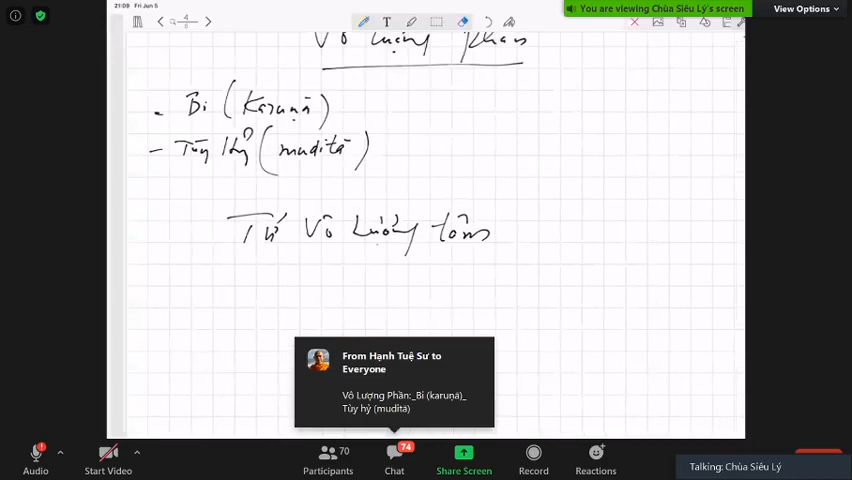 21:09 Fri Jun 5
You are viewing Chùa Siêu Lý's screen
View Options
4
Vô Lượng phần
- Bi (Karuṇā)
- Tùy Hỷ (muditā)
Tứ Vô Lượng tâm
From Hạnh Tuệ Sư to
Everyone
Vô Lượng Phần:_Bi (karuṇā)_
Tùy hỷ (muditā)
Audio
Start Video
70
Participants
74
Chat
Share Screen
Record
Reactions
Talking: Chùa Siêu Lý